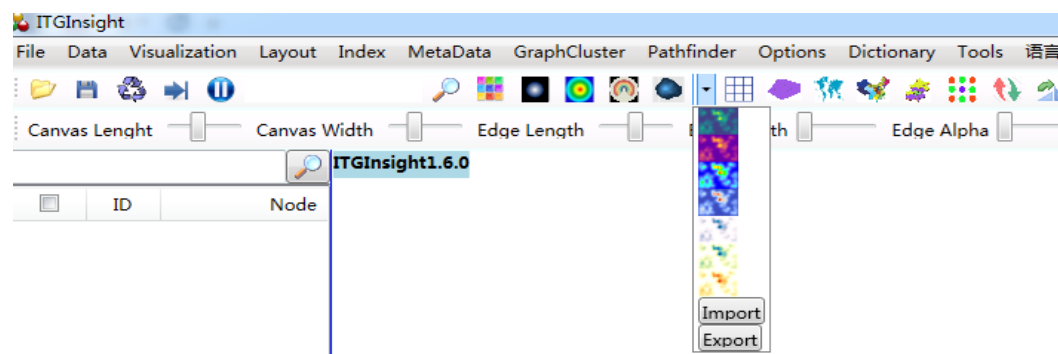 ITGInsight
File Data Visualization Layout Index MetaData GraphCluster Pathfinder Options Dictionary Tools 语言
Canvas Lenght Canvas Width Edge Length th Edge Alpha
ITGInsight1.6.0
ID Node
Import
Export